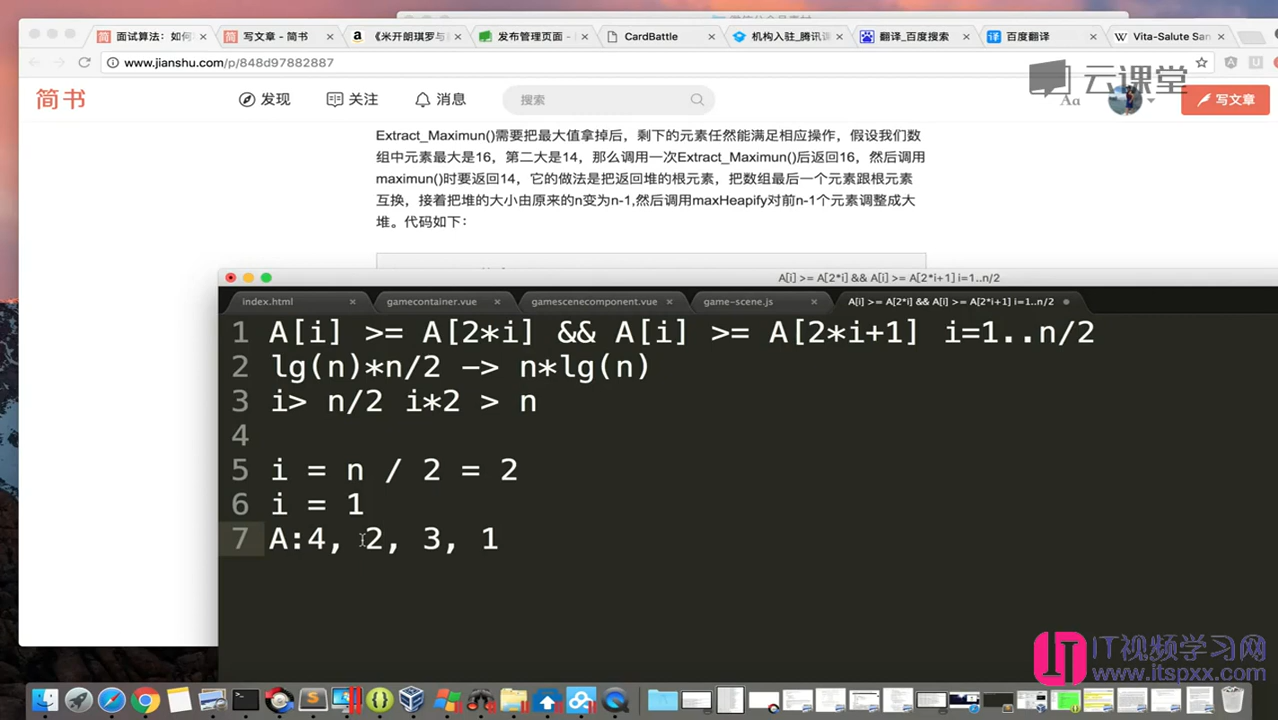 面试算法：如何
写文章 - 简书
《米开朗琪罗与
发布管理页面 -
CardBattle
机构入驻_腾讯课
翻译_百度搜索
百度翻译
Vita-Salute San
www.jianshu.com/p/848d97882887
云课堂
简书
发现
关注
消息
搜索
Aa
写文章
Extract_Maximun()需要把最大值拿掉后，剩下的元素任然能满足相应操作，假设我们数
组中元素最大是16，第二大是14，那么调用一次Extract_Maximun()后返回16，然后调用
maximun()时要返回14，它的做法是把返回堆的根元素，把数组最后一个元素跟根元素
互换，接着把堆的大小由原来的n变为n-1,然后调用maxHeapify对前n-1个元素调整成大
堆。代码如下：
A[i] >= A[2*i] && A[i] >= A[2*i+1] i=1..n/2
index.html
gamecontainer.vue
gamescenecomponent.vue
game-scene.js
A[i] >= A[2*i] && A[i] >= A[2*i+1] i=1..n/2
1 A[i] >= A[2*i] && A[i] >= A[2*i+1] i=1..n/2
2 lg(n)*n/2 —> n*lg(n)
3 i> n/2 i*2 > n
4
5 i = n / 2 = 2
6 i = 1
7 A:4, 2, 3, 1
IT视频学习网
www.itspxx.com